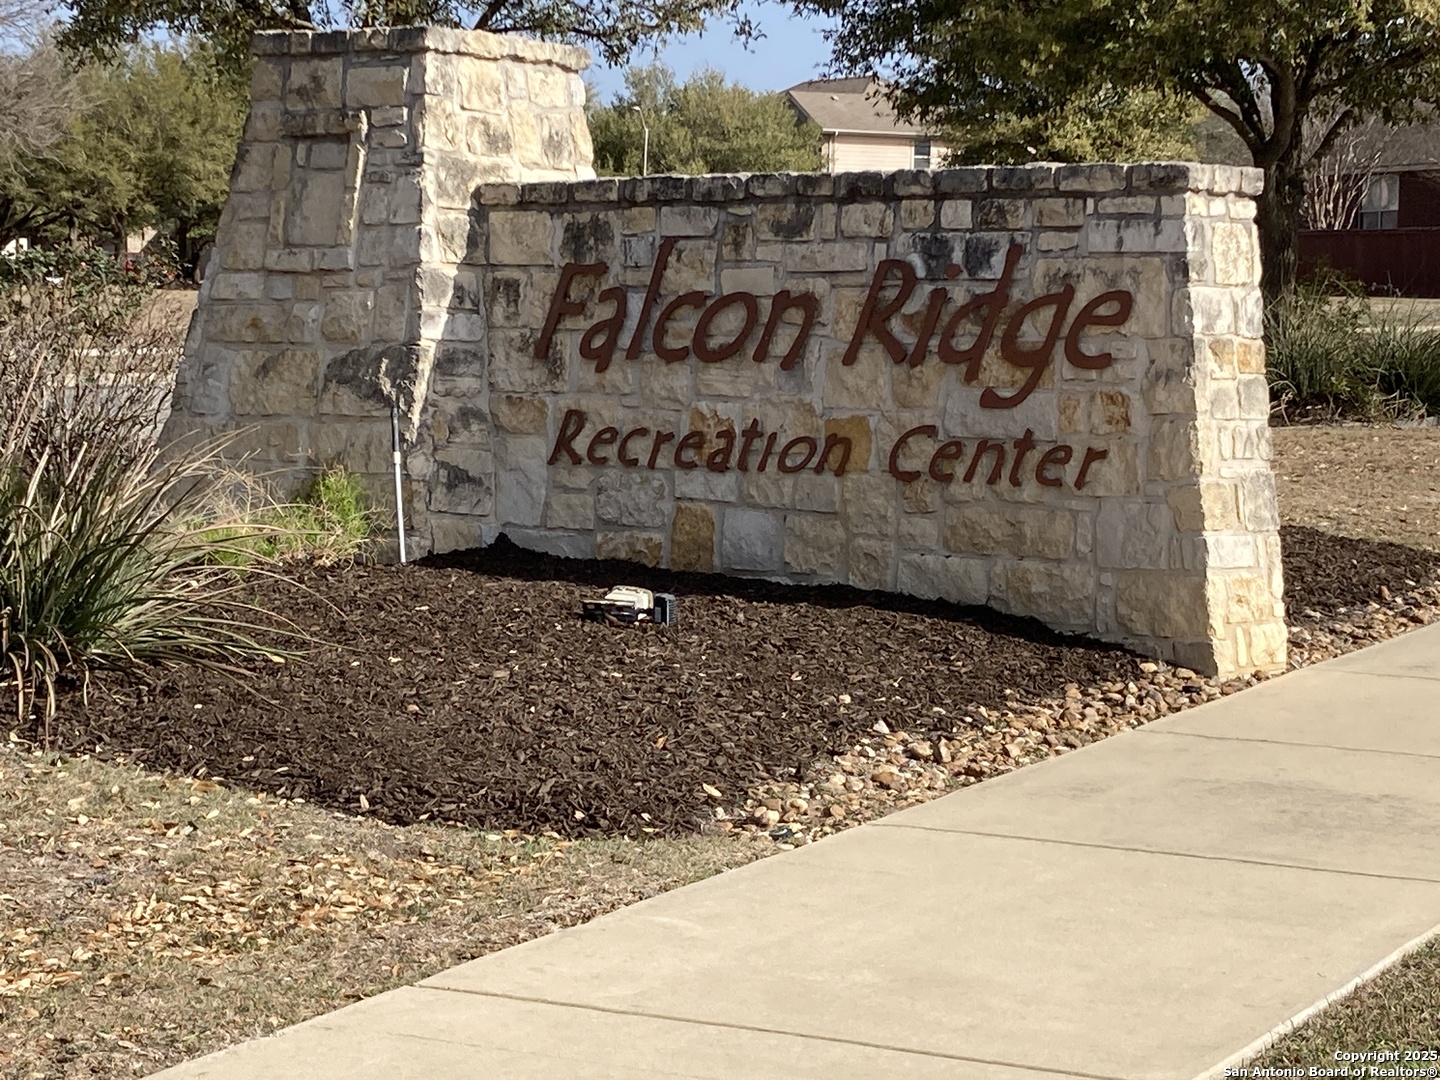 Falcon Ridge
Recreation Center
Copyright 2025
San Antonio Board of Realtors®